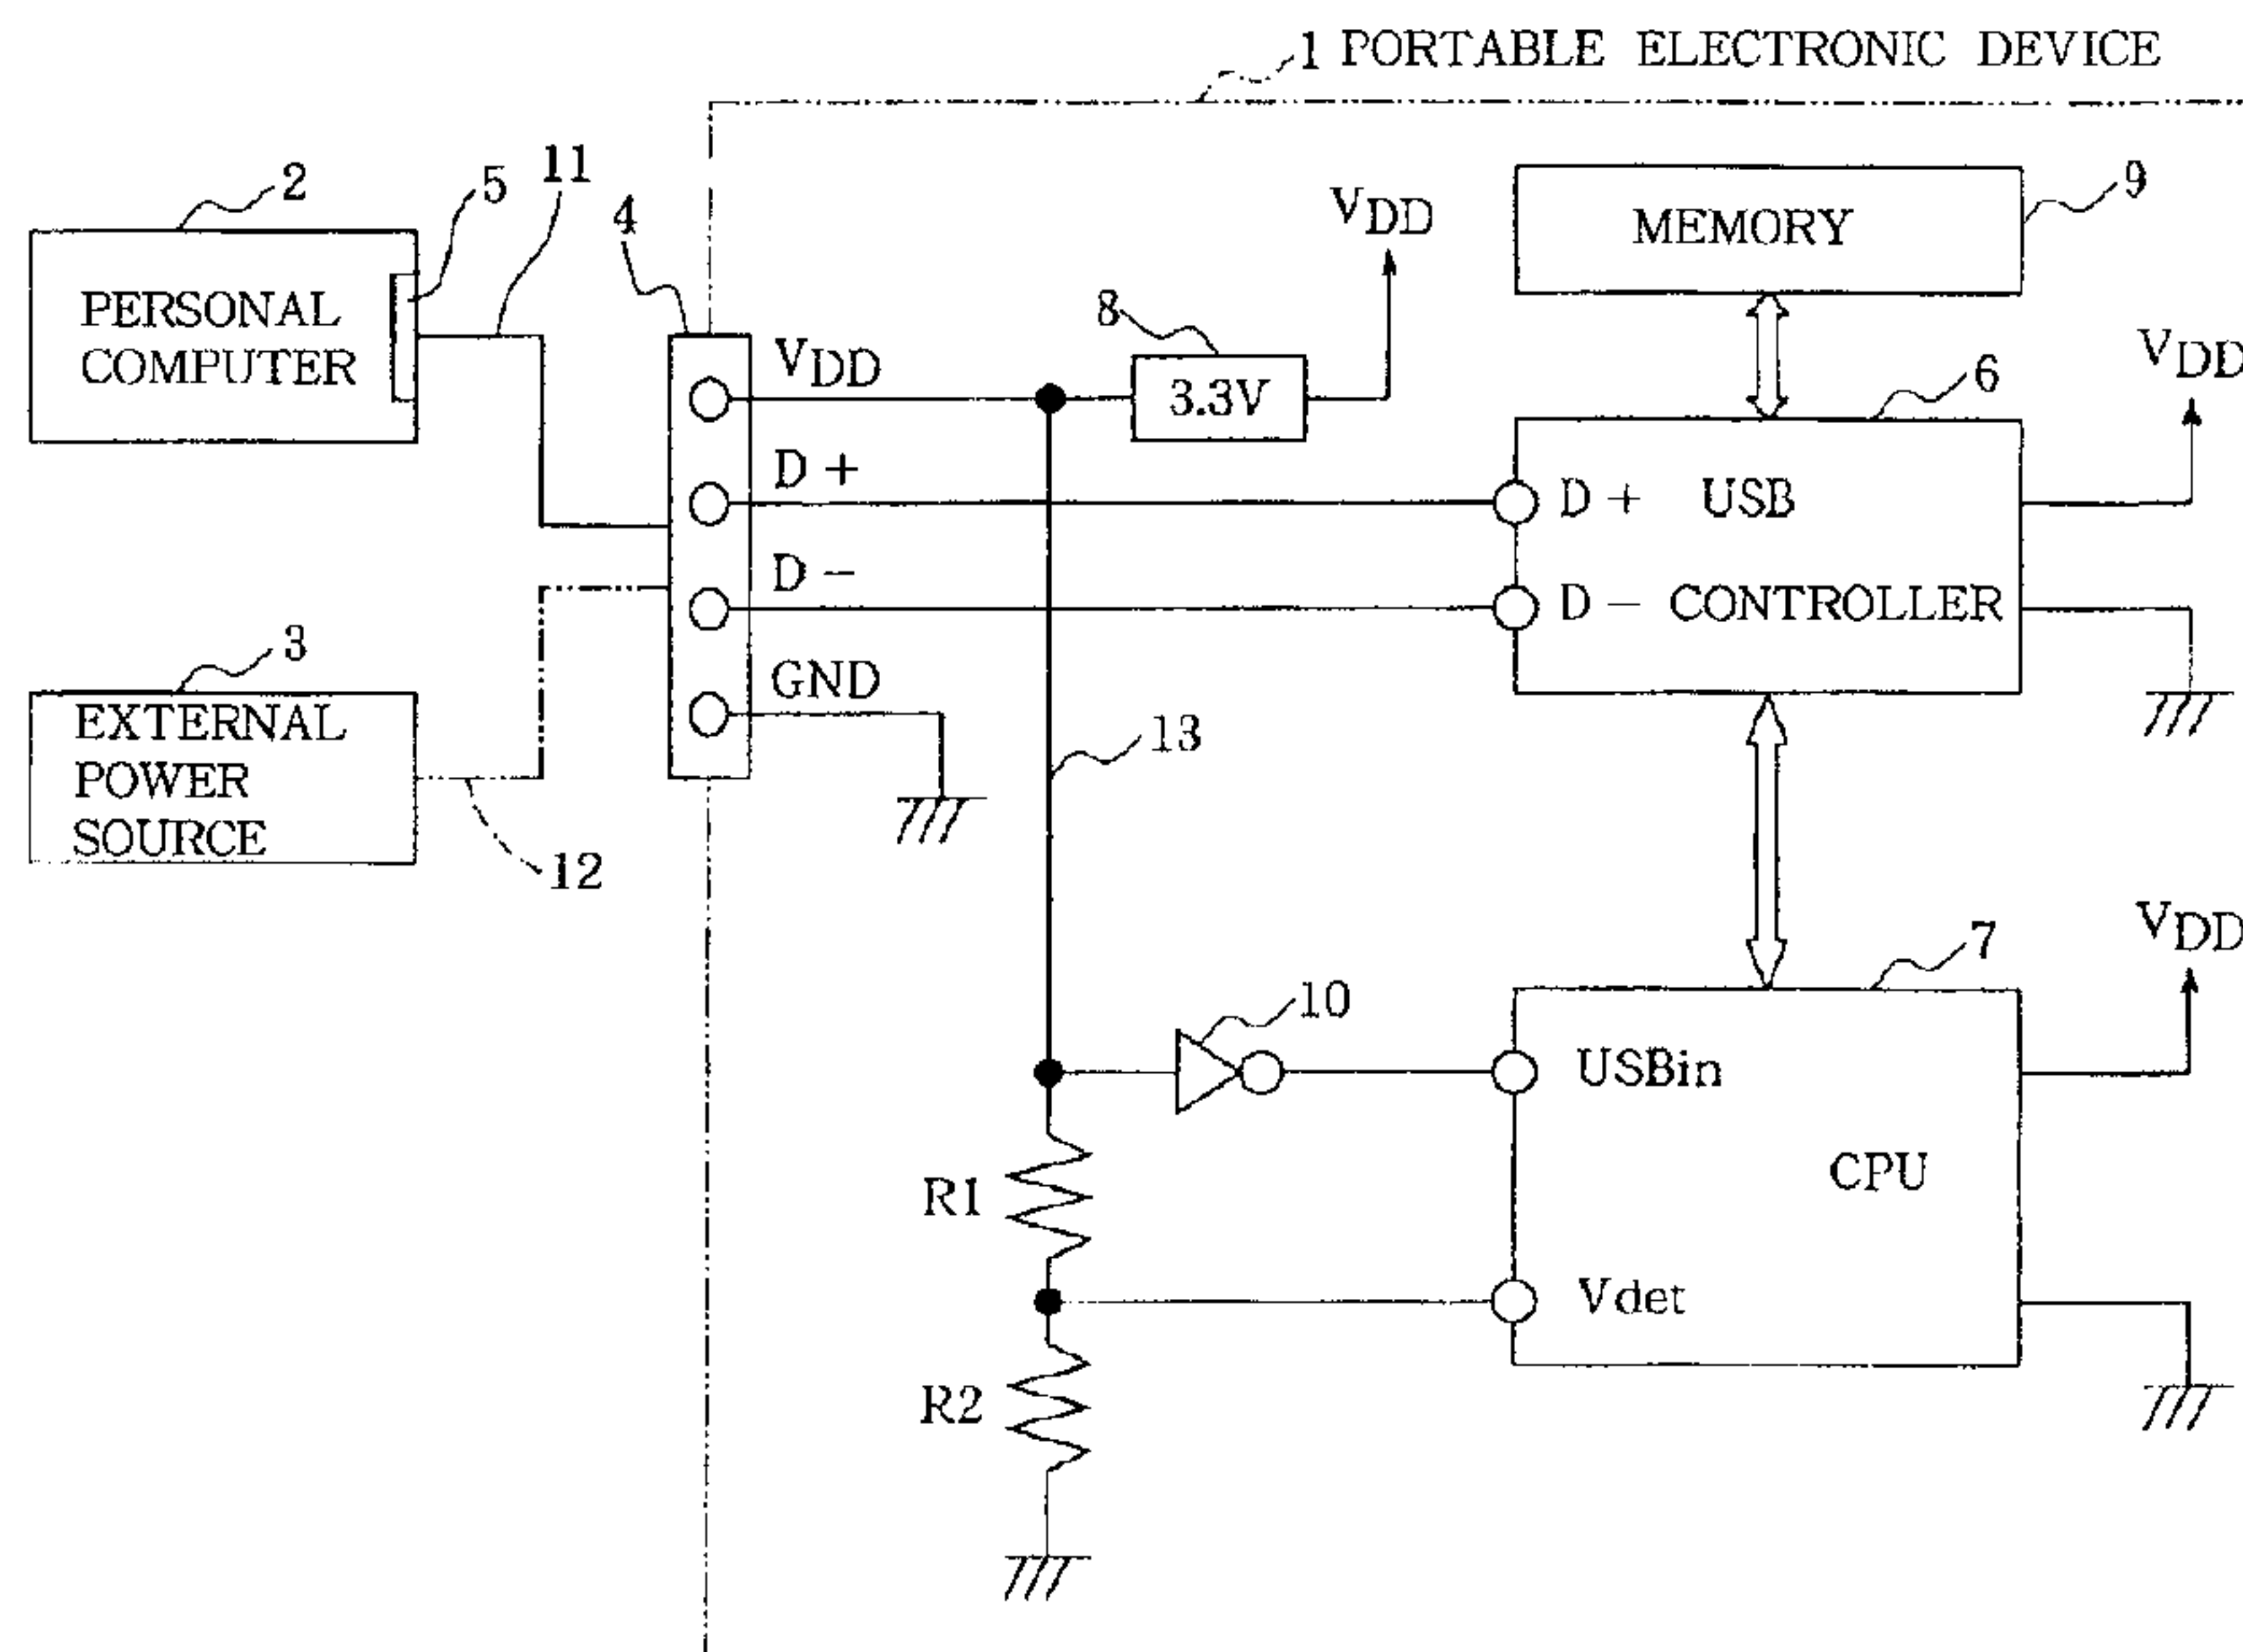 1 PORTABLE ELECTRONIC DEVICE
2
5
11
4
PERSONAL
COMPUTER
VDD
8
3.3V
VDD
MEMORY
9
6
VDD
D +
D + USB
D -
D - CONTROLLER
GND
3
EXTERNAL
POWER
SOURCE
12
13
7
VDD
10
USBin
CPU
R1
Vdet
R2